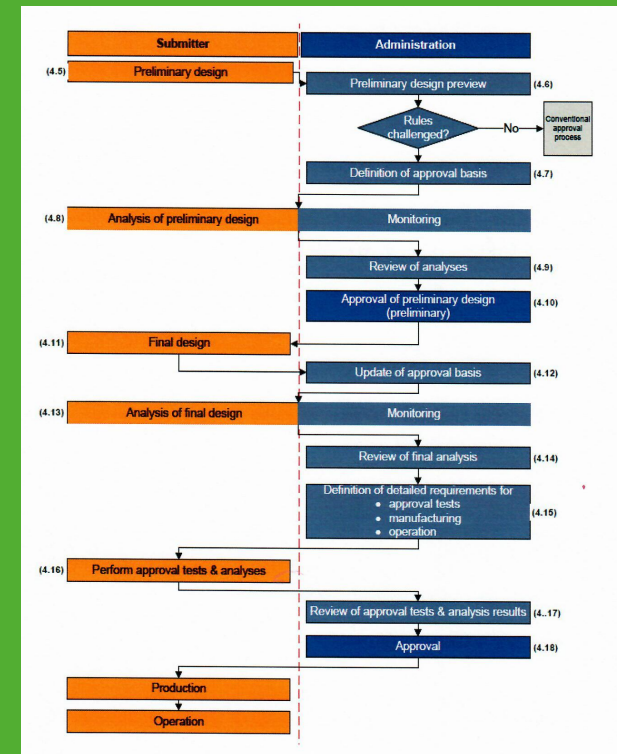 Submitter
Administration
(4.5)
Preliminary design
Preliminary design preview
(4.6)
Rules
challenged?
No
Conventional
approval
process
Definition of approval basis
(4.7)
(4.8)
Analysis of preliminary design
Monitoring
Review of analyses
(4.9)
Approval of preliminary design
(preliminary)
(4.10)
(4.11)
Final design
Update of approval basis
(4.12)
(4.13)
Analysis of final design
Monitoring
Review of final analysis
(4.14)
Definition of detailed requirements for
• approval tests
• manufacturing
• operation
(4.15)
(4.16)
Perform approval tests & analyses
Review of approval tests & analysis results
(4..17)
Approval
(4.18)
Production
Operation